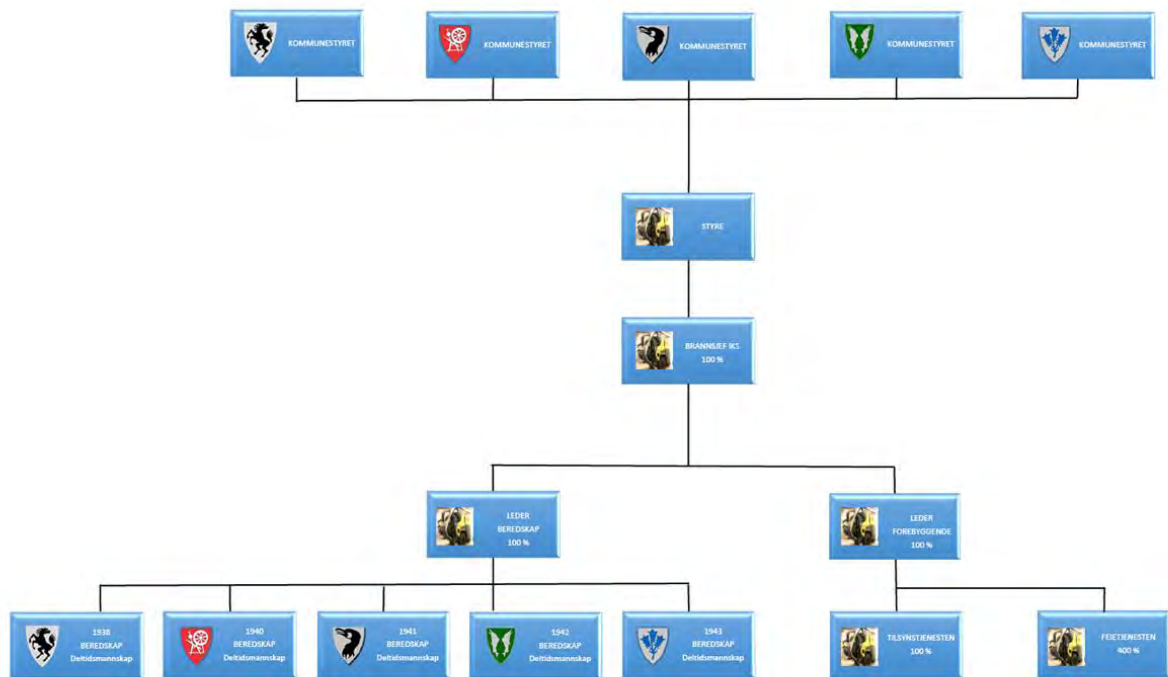 KOMMUNESTYRET
KOMMUNESTYRET
KOMMUNESTYRET
KOMMUNESTYRET
KOMMUNESTYRET
STYRE
BRANNSJEF IKS
100 %
LEDER
BEREDSKAP
100 %
LEDER
FOREBYGGENDE
100 %
1938
BEREDSKAP
Deltidsmannskap
1940
BEREDSKAP
Deltidsmannskap
1941
BEREDSKAP
Deltidsmannskap
1942
BEREDSKAP
Deltidsmannskap
1943
BEREDSKAP
Deltidsmannskap
TILSYNSTJENESTEN
100 %
FEIETJENESTEN
400 %